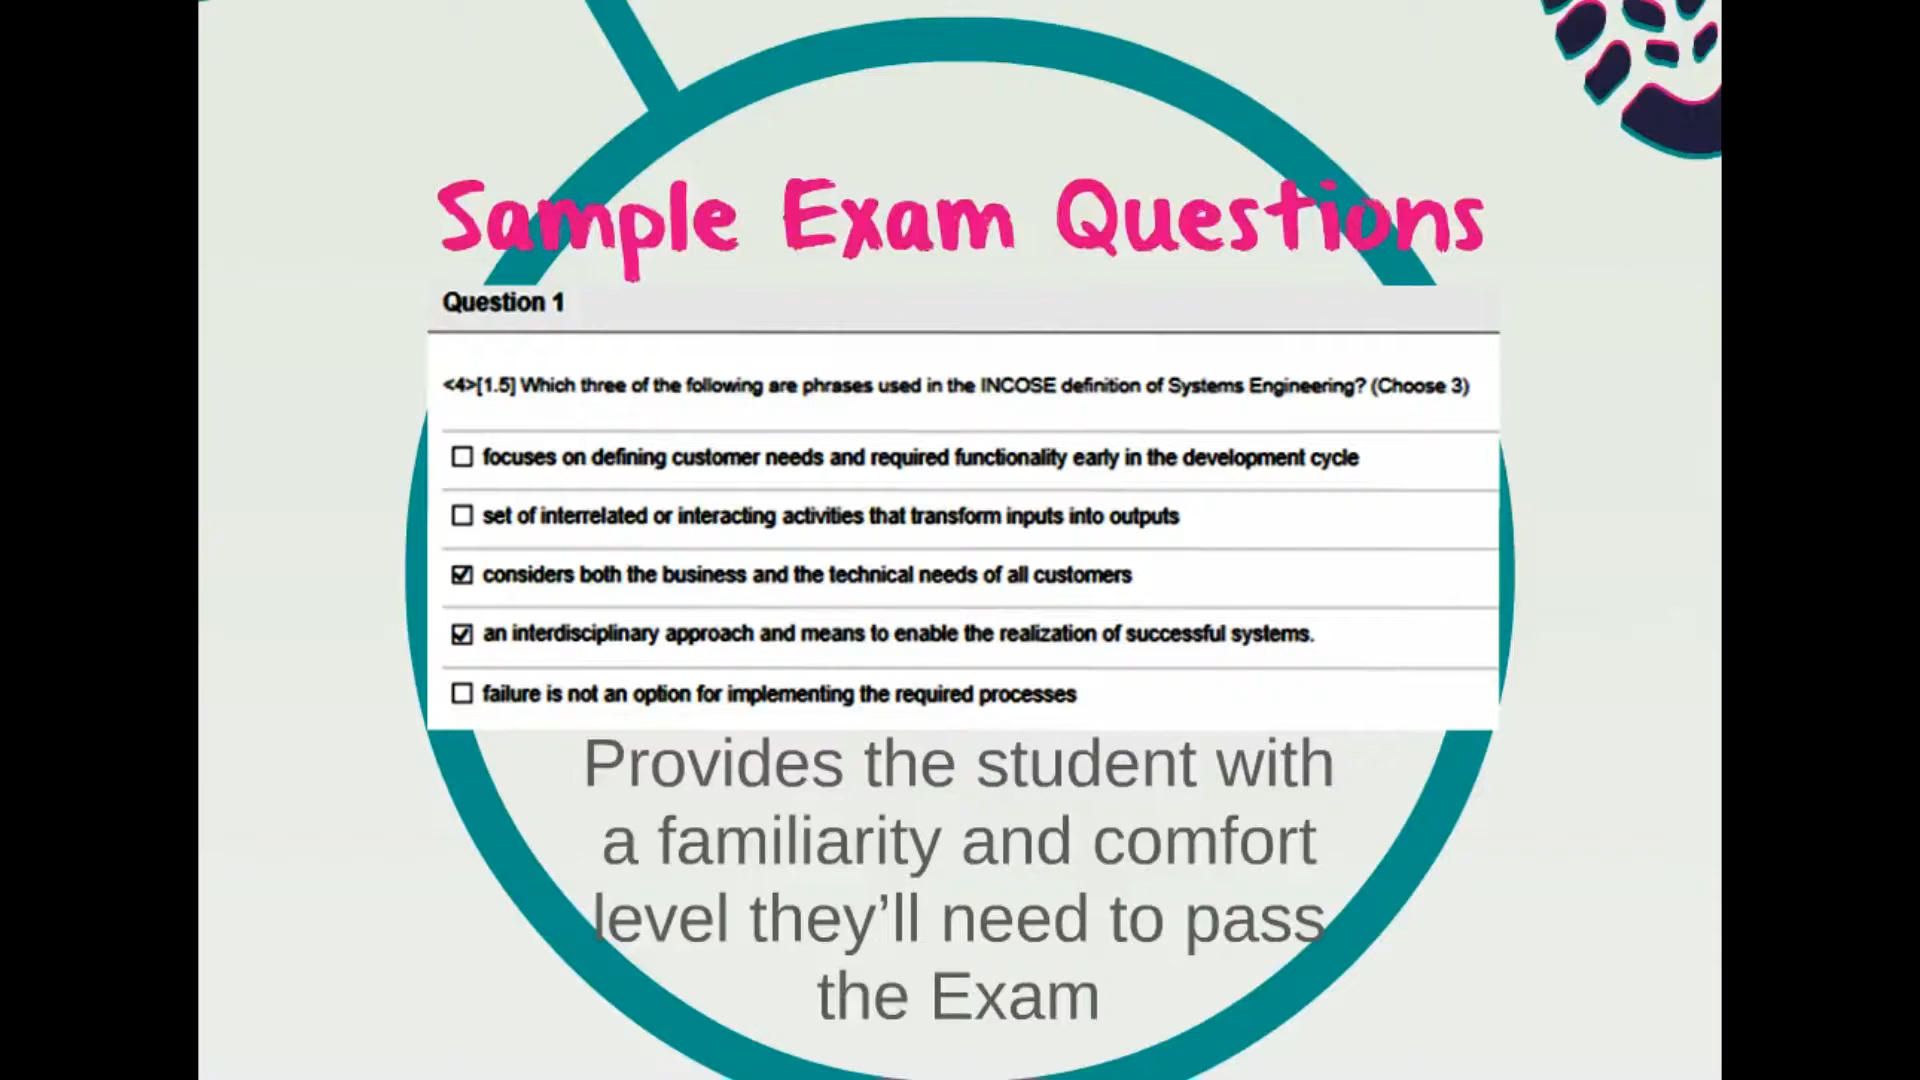 Sample Exam Questions
Question 1
<4>[1.5] Which three of the following are phrases used in the INCOSE definition of Systems Engineering? (Choose 3)
focuses on defining customer needs and required functionality early in the development cycle
set of interrelated or interacting activities that transform inputs into outputs
considers both the business and the technical needs of all customers
an interdisciplinary approach and means to enable the realization of successful systems.
failure is not an option for implementing the required processes
Provides the student with
a familiarity and comfort
level they’ll need to pass
the Exam